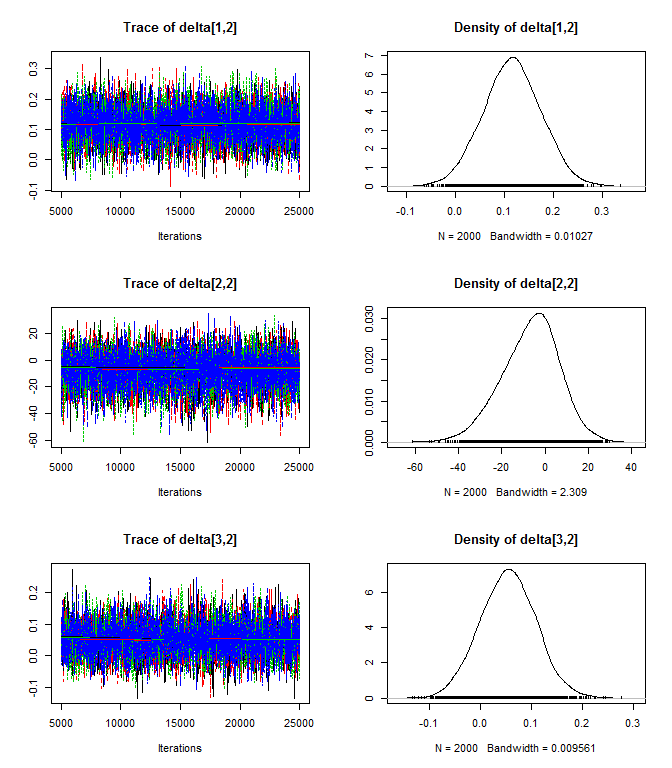 Trace of delta[1,2]
0.3
0.2
0.1
0.0
-0.1
5000 10000 15000 20000 25000
Iterations
Density of delta[1,2]
7
6
5
4
3
2
1
0
-0.1 0.0 0.1 0.2 0.3
N = 2000 Bandwidth = 0.01027
Trace of delta[2,2]
20
0
-20
-40
-60
5000 10000 15000 20000 25000
Iterations
Density of delta[2,2]
0.030
0.020
0.010
0.000
-60 -40 -20 0 20 40
N = 2000 Bandwidth = 2.309
Trace of delta[3,2]
0.2
0.1
0.0
-0.1
5000 10000 15000 20000 25000
Iterations
Density of delta[3,2]
6
4
2
0
-0.1 0.0 0.1 0.2 0.3
N = 2000 Bandwidth = 0.009561